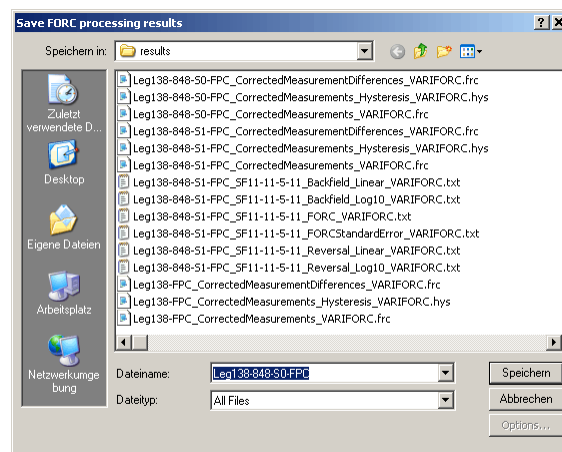 Save FORC processing results
Speichern in:
results
Zuletzt
verwendete D...
Desktop
Eigene Dateien
Arbeitsplatz
Netzwerkumge
bung
Leg138-848-S0-FPC_CorrectedMeasurementDifferences_VARIFORC.frc
Leg138-848-S0-FPC_CorrectedMeasurements_Hysteresis_VARIFORC.hys
Leg138-848-S0-FPC_CorrectedMeasurements_VARIFORC.frc
Leg138-848-S1-FPC_CorrectedMeasurementDifferences_VARIFORC.frc
Leg138-848-S1-FPC_CorrectedMeasurements_Hysteresis_VARIFORC.hys
Leg138-848-S1-FPC_CorrectedMeasurements_VARIFORC.frc
Leg138-848-S1-FPC_SF11-11-5-11_Backfield_Linear_VARIFORC.txt
Leg138-848-S1-FPC_SF11-11-5-11_Backfield_Log10_VARIFORC.txt
Leg138-848-S1-FPC_SF11-11-5-11_FORC_VARIFORC.txt
Leg138-848-S1-FPC_SF11-11-5-11_FORCStandardError_VARIFORC.txt
Leg138-848-S1-FPC_SF11-11-5-11_Reversal_Linear_VARIFORC.txt
Leg138-848-S1-FPC_SF11-11-5-11_Reversal_Log10_VARIFORC.txt
Leg138-FPC_CorrectedMeasurementDifferences_VARIFORC.frc
Leg138-FPC_CorrectedMeasurements_Hysteresis_VARIFORC.hys
Leg138-FPC_CorrectedMeasurements_VARIFORC.frc
Dateiname:
Leg138-848-S0-FPC
Speichern
Dateityp:
All Files
Abbrechen
Options...